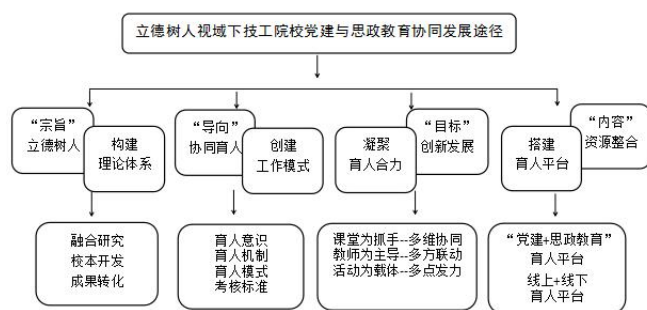 立德树人视域下技工院校党建与思政教育协同发展途径
“宗旨”
立德树人
构建
理论体系
“导向”
协同育人
创建
工作模式
凝聚
育人合力
“目标”
创新发展
搭建
育人平台
“内容”
资源整合
融合研究
校本开发
成果转化
育人意识
育人机制
育人模式
考核标准
课堂为抓手--多维协同
教师为主导--多方联动
活动为载体--多点发力
“党建+思政教育”
育人平台
线上+线下
育人平台